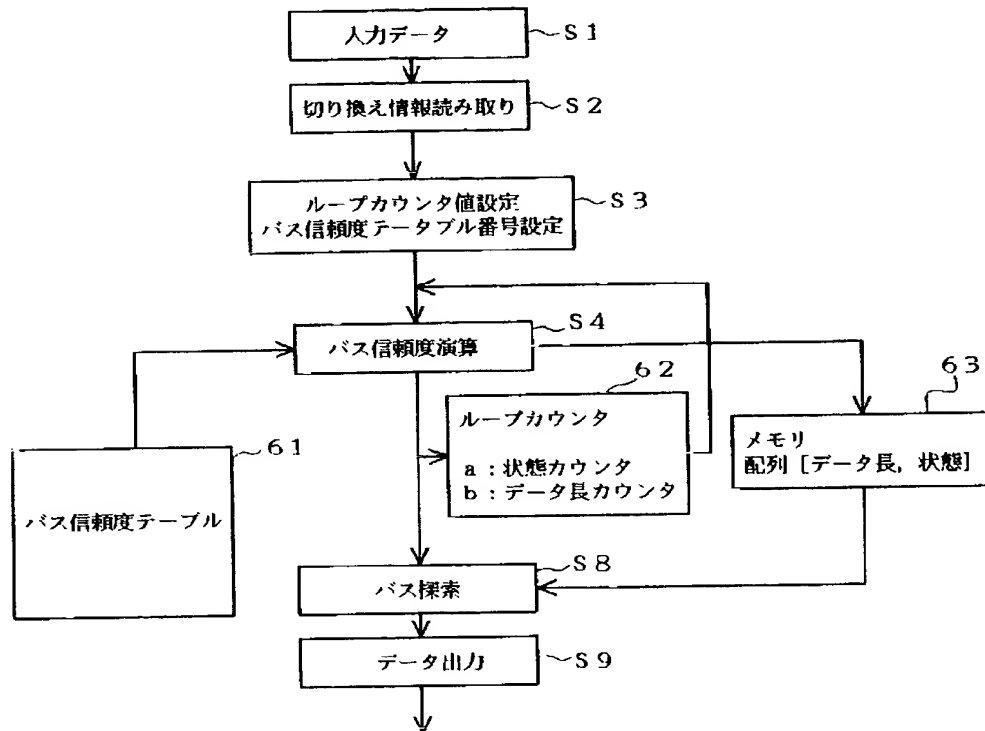 入力データ
S1
切り換え情報読み取り
S2
ループカウンタ値設定
パス信頼度テータブル番号設定
S3
パス信頼度演算
S4
62
ループカウンタ
a：状態カウンタ
b：データ長カウンタ
63
メモリ
配列［データ長，状態］
61
パス信頼度テーブル
パス探索
S8
データ出力
S9